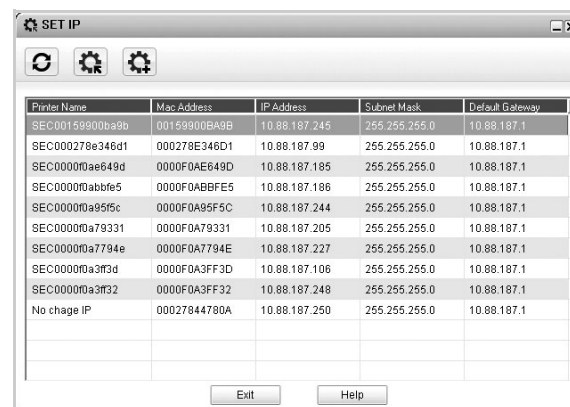 SET IP
Printer Name Mac Address IP Address Subnet Mask Default Gateway
SEC00159900ba9b 00159900BA9B 10.88.187.245 255.255.255.0 10.88.187.1
SEC000278e346d1 000278E346D1 10.88.187.99 255.255.255.0 10.88.187.1
SEC0000f0ae649d 0000F0AE649D 10.88.187.185 255.255.255.0 10.88.187.1
SEC0000f0abbfe5 0000F0ABBFE5 10.88.187.186 255.255.255.0 10.88.187.1
SEC0000f0a95f5c 0000F0A95F5C 10.88.187.244 255.255.255.0 10.88.187.1
SEC0000f0a79331 0000F0A79331 10.88.187.205 255.255.255.0 10.88.187.1
SEC0000f0a7794e 0000F0A7794E 10.88.187.227 255.255.255.0 10.88.187.1
SEC0000f0a3ff3d 0000F0A3FF3D 10.88.187.106 255.255.255.0 10.88.187.1
SEC0000f0a3ff32 0000F0A3FF32 10.88.187.248 255.255.255.0 10.88.187.1
No chage IP 00027844780A 10.88.187.250 255.255.255.0 10.88.187.1
Exit Help